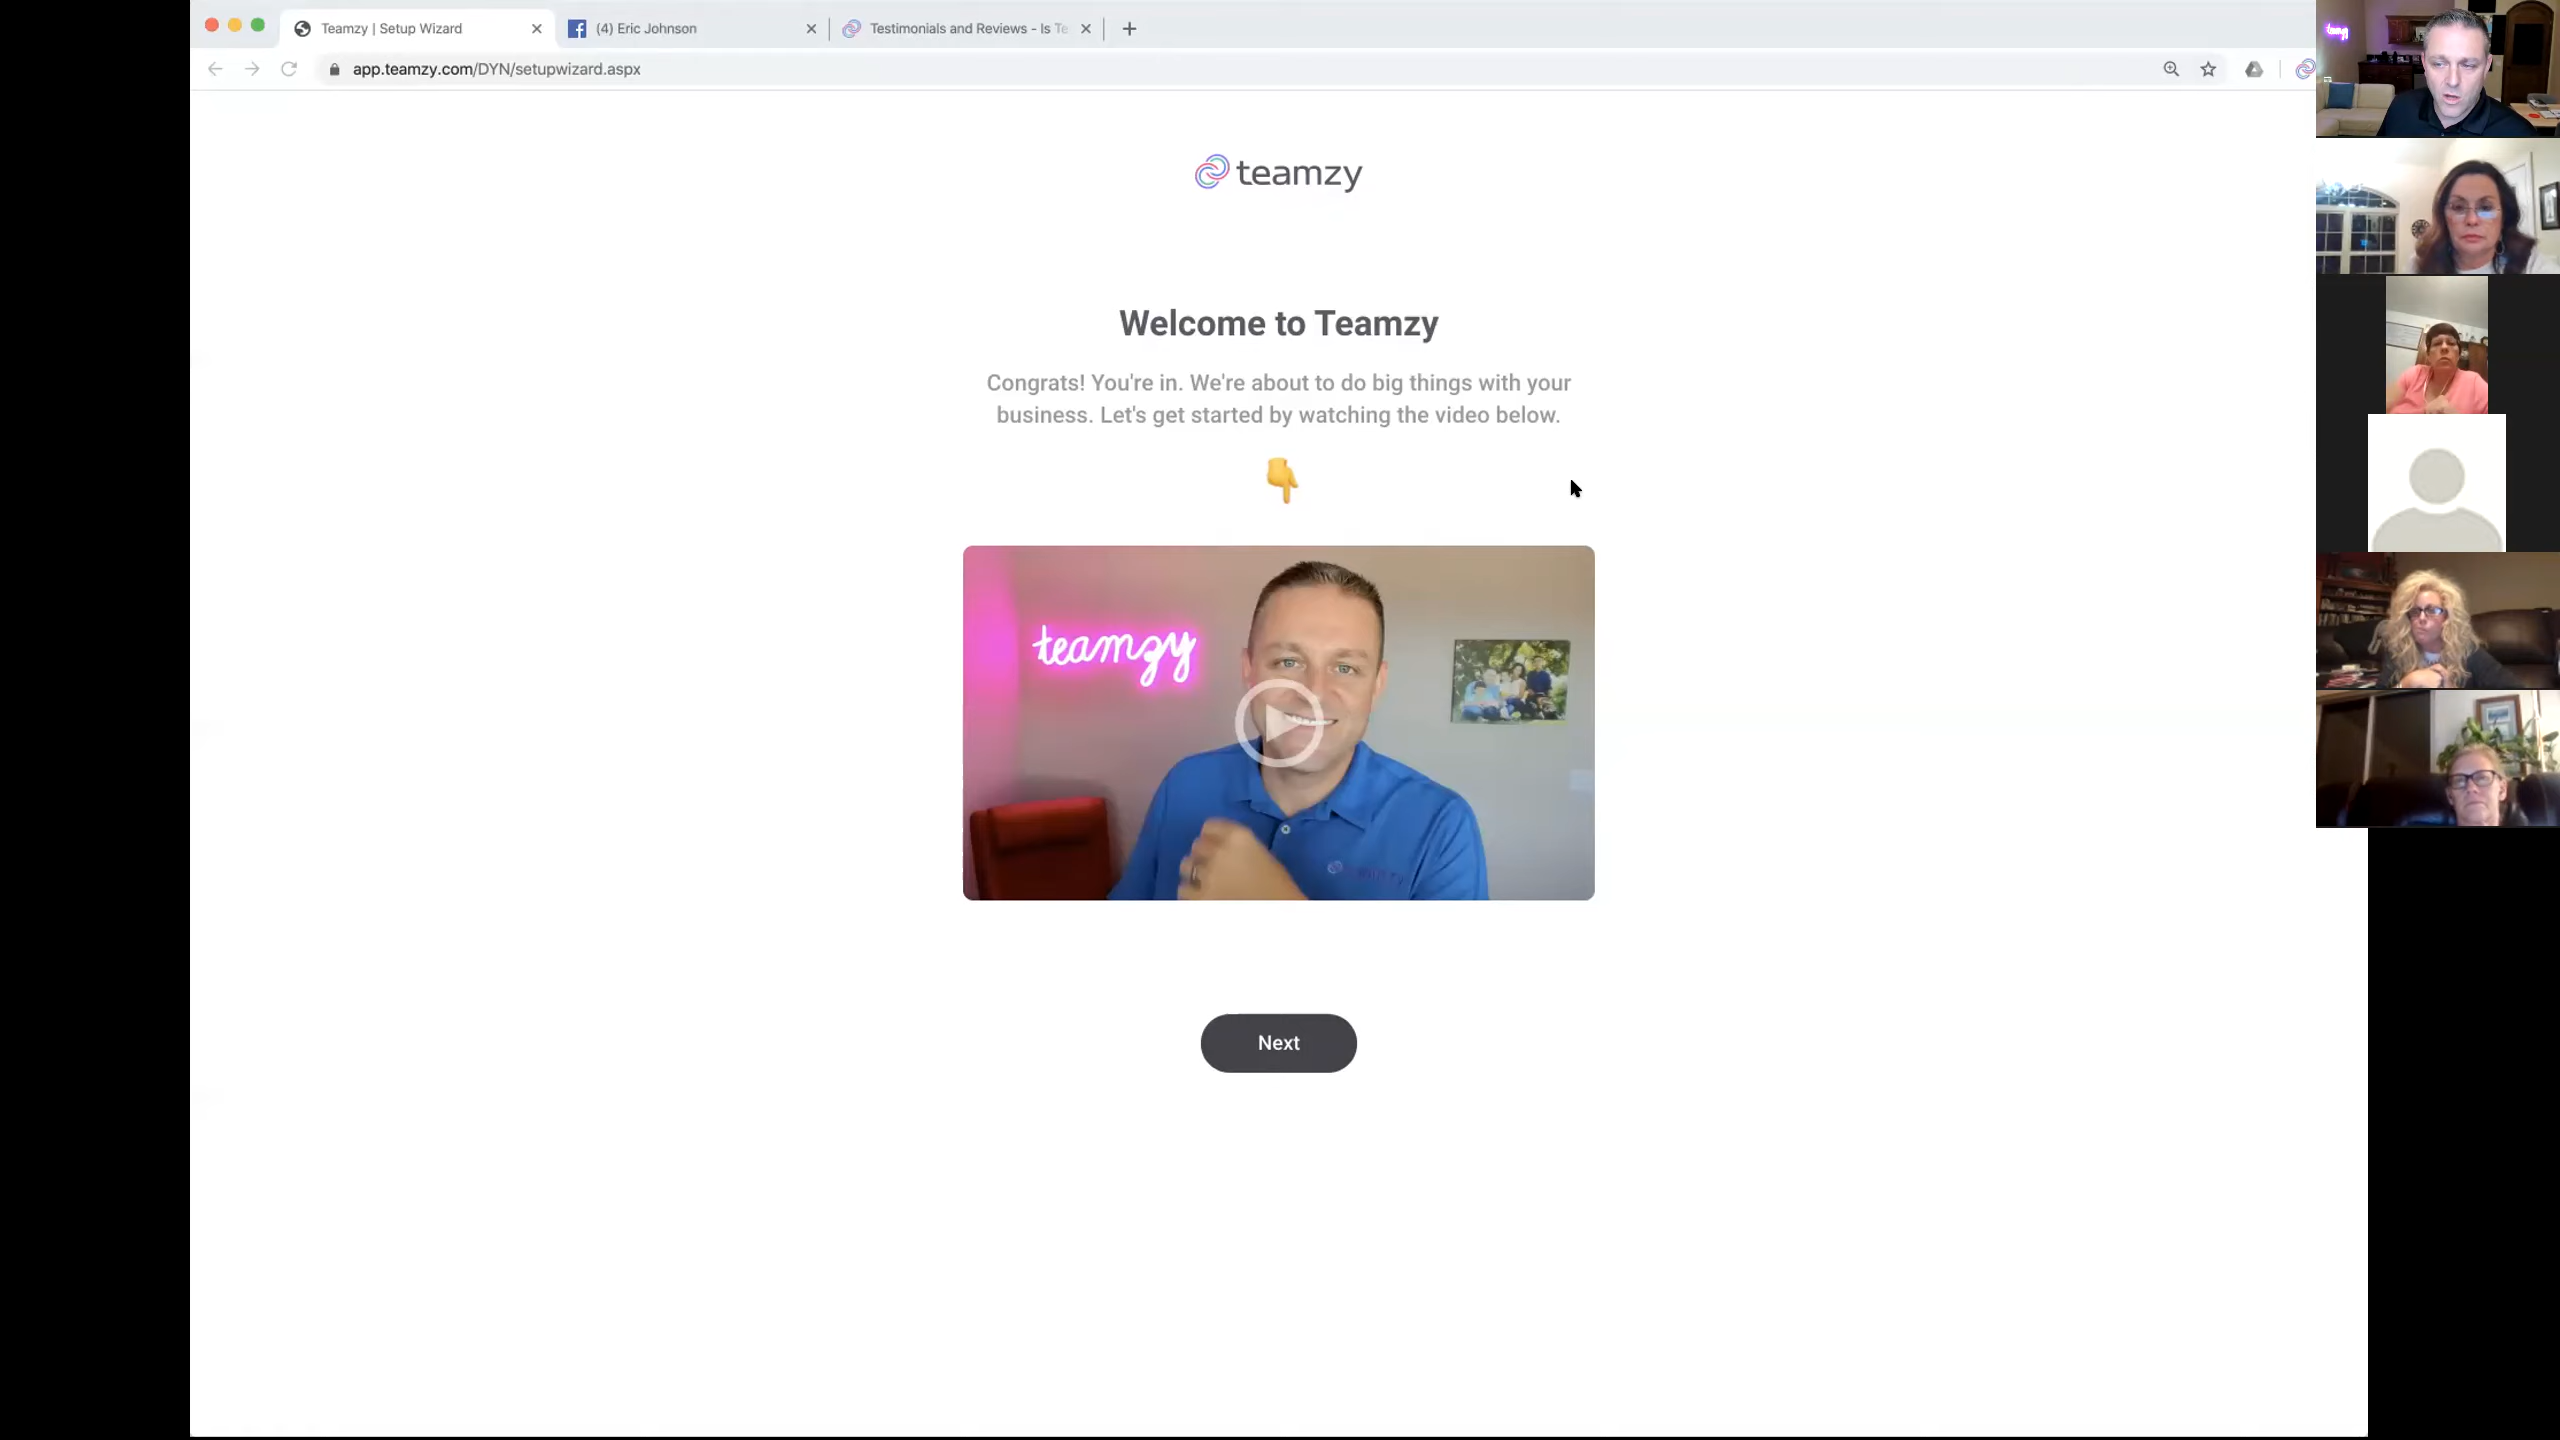 Teamzy | Setup Wizard
(4) Eric Johnson
Testimonials and Reviews - Is Te
app.teamzy.com/DYN/setupwizard.aspx
teamzy
Welcome to Teamzy
Congrats! You're in. We're about to do big things with your
business. Let's get started by watching the video below.
teamzy
Next